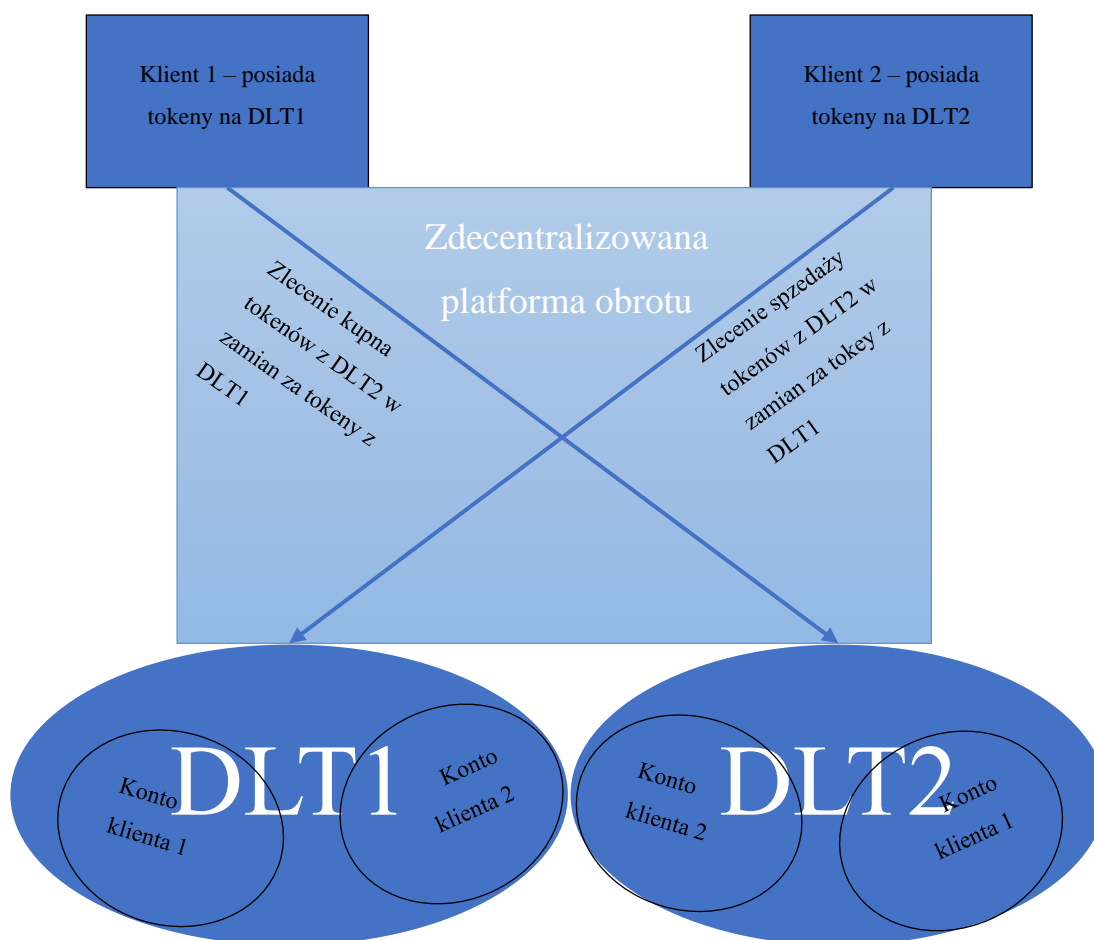 Klient 1 – posiada
tokeny na DLT1
Klient 2 – posiada
tokeny na DLT2
Zdecentralizowana
platforma obrotu
Zlecenie kupna
tokenów z DLT2 w
zamian za tokeny z
DLT1
Zlecenie sprzedaży
tokenów z DLT2 w
zamian za tokey z
DLT1
DLT1
Konto
klienta 1
Konto
klienta 2
DLT2
Konto
klienta 2
Konto
klienta 1